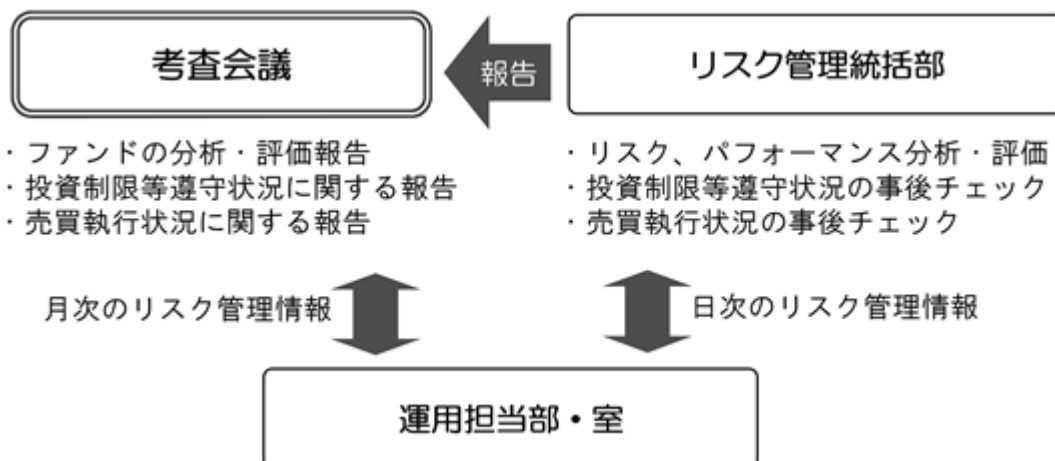 考査会議
報告
リスク管理統括部
・ファンドの分析・評価報告
・投資制限等遵守状況に関する報告
・売買執行状況に関する報告
・リスク、パフォーマンス分析・評価
・投資制限等遵守状況の事後チェック
・売買執行状況の事後チェック
月次のリスク管理情報
日次のリスク管理情報
運用担当部・室